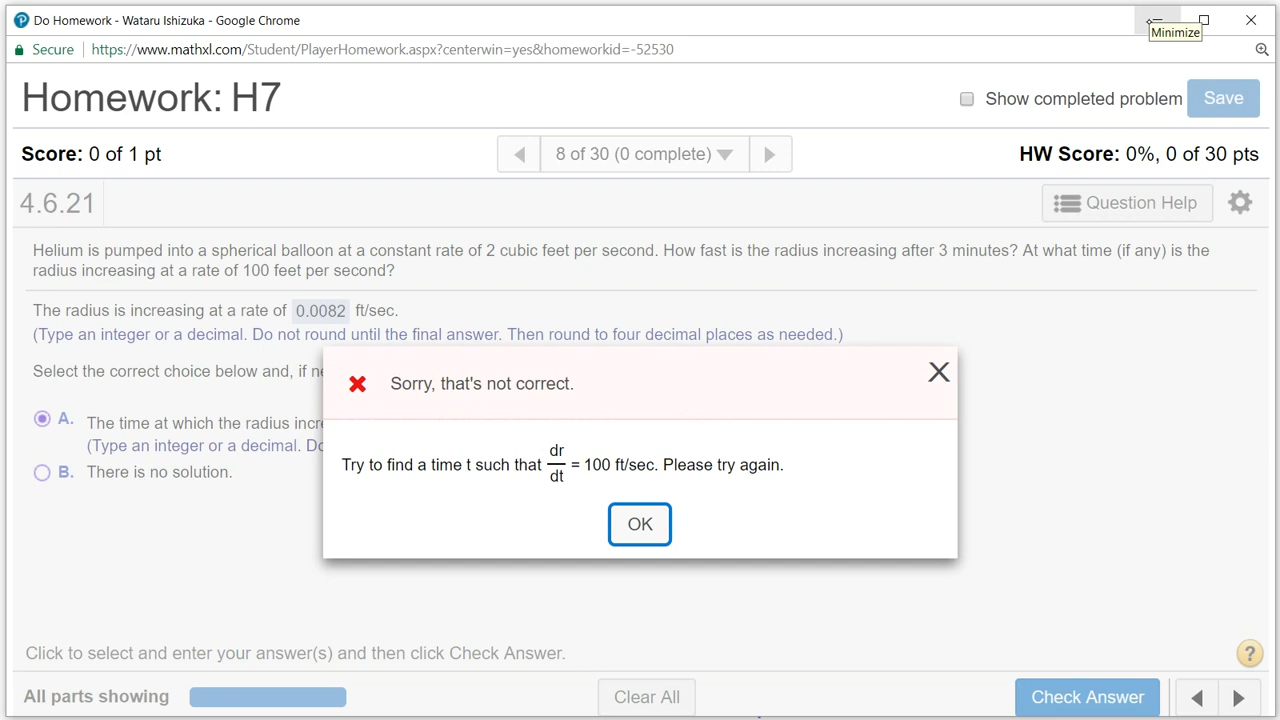 Do Homework - Wataru Ishizuka - Google Chrome
Minimize
Secure https://www.mathxl.com/Student/PlayerHomework.aspx?centerwin=yes&homeworkid=-52530
Homework: H7
Show completed problem
Save
Score: 0 of 1 pt
8 of 30 (0 complete)
HW Score: 0%, 0 of 30 pts
4.6.21
Question Help
Helium is pumped into a spherical balloon at a constant rate of 2 cubic feet per second. How fast is the radius increasing after 3 minutes? At what time (if any) is the
radius increasing at a rate of 100 feet per second?
The radius is increasing at a rate of 0.0082 ft/sec.
(Type an integer or a decimal. Do not round until the final answer. Then round to four decimal places as needed.)
Select the correct choice below and, if ne
Sorry, that's not correct.
A. The time at which the radius incre
(Type an integer or a decimal. Do
B. There is no solution.
Try to find a time t such that dr/dt = 100 ft/sec. Please try again.
OK
Click to select and enter your answer(s) and then click Check Answer.
?
All parts showing
Clear All
Check Answer